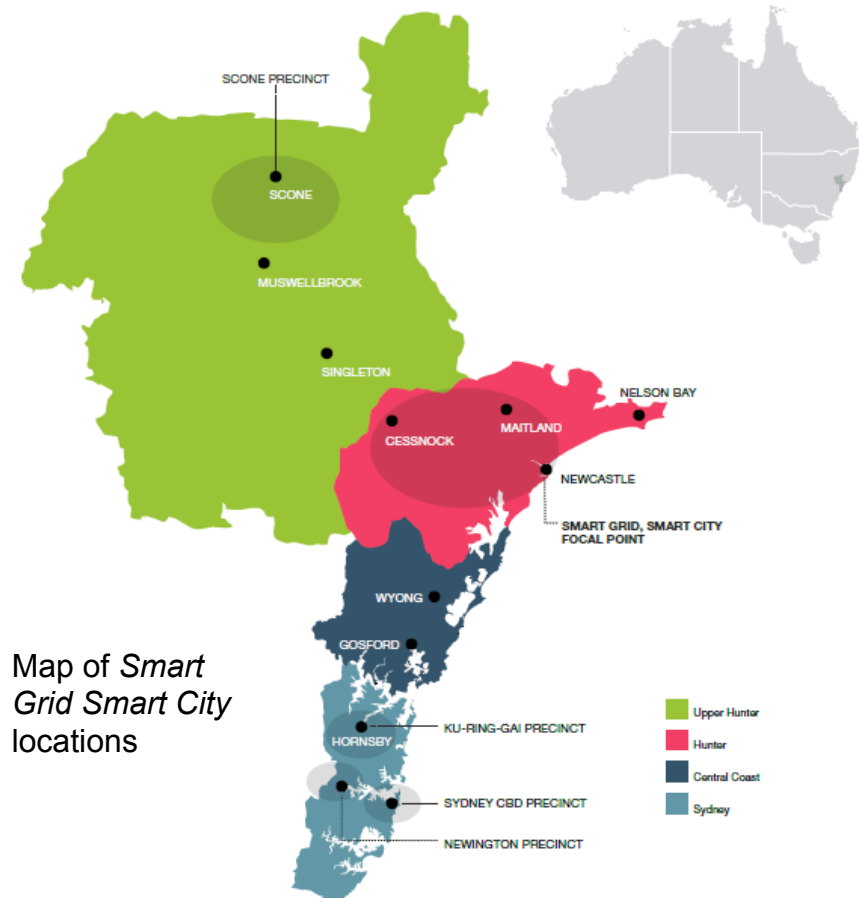 SCONE PRECINCT
SCONE
MUSWELLBROOK
SINGLETON
NELSON BAY
MAITLAND
CESSNOCK
NEWCASTLE
SMART GRID, SMART CITY
FOCAL POINT
WYONG
GOSFORD
Map of Smart
Grid Smart City
locations
Upper Hunter
Hunter
Central Coast
Sydney
KU-RING-GAI PRECINCT
HORNSBY
SYDNEY CBD PRECINCT
NEWINGTON PRECINCT